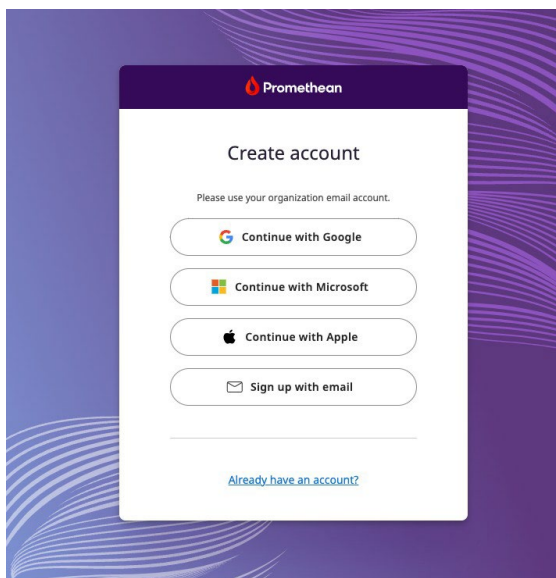 Promethean
Create account
Please use your organization email account.
Continue with Google
Continue with Microsoft
Continue with Apple
Sign up with email
Already have an account?